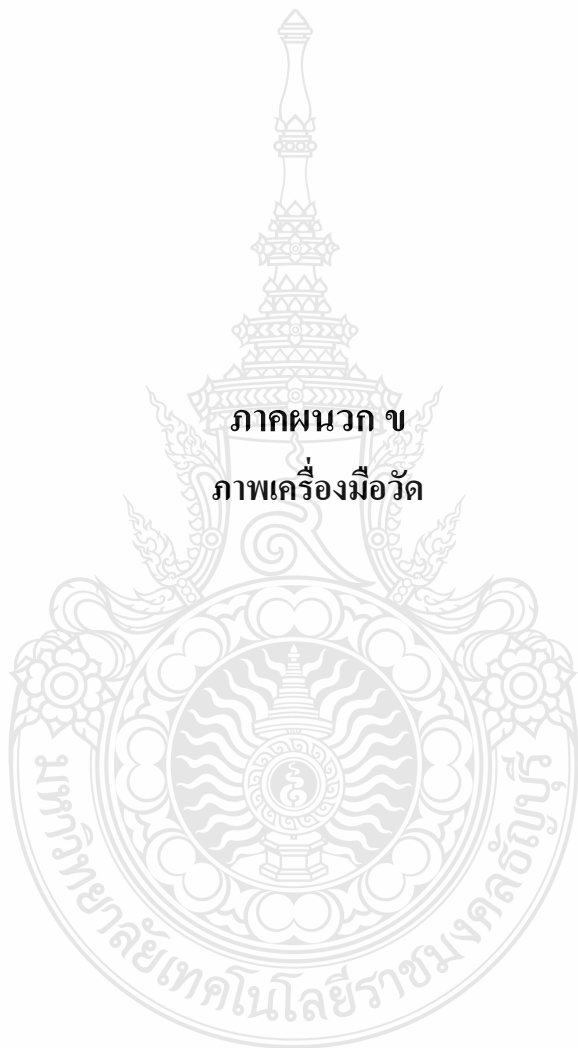 ภาคผนวก ข
ภาพเครื่องมือวัด
มหาวิทยาลัยเทคโนโลยีราชมงคลธัญบุรี